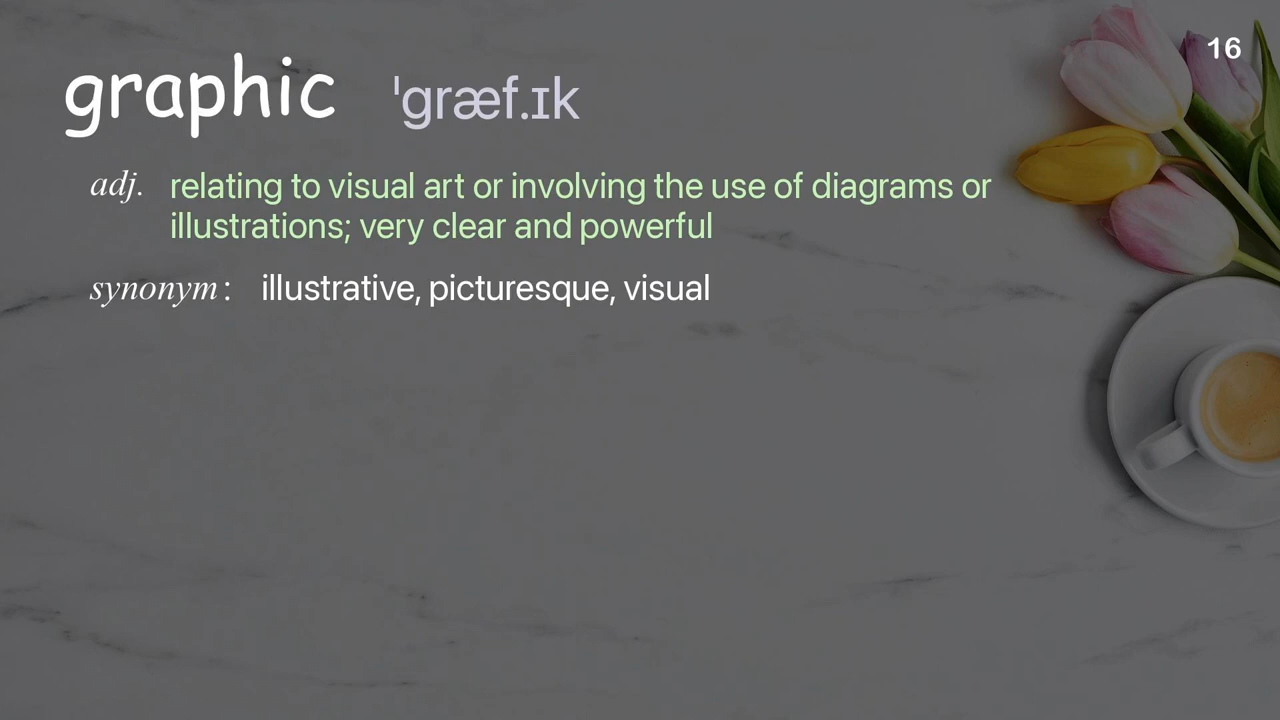 16
graphic ˈɡræf.ɪk
adj. relating to visual art or involving the use of diagrams or
illustrations; very clear and powerful
synonym: illustrative, picturesque, visual